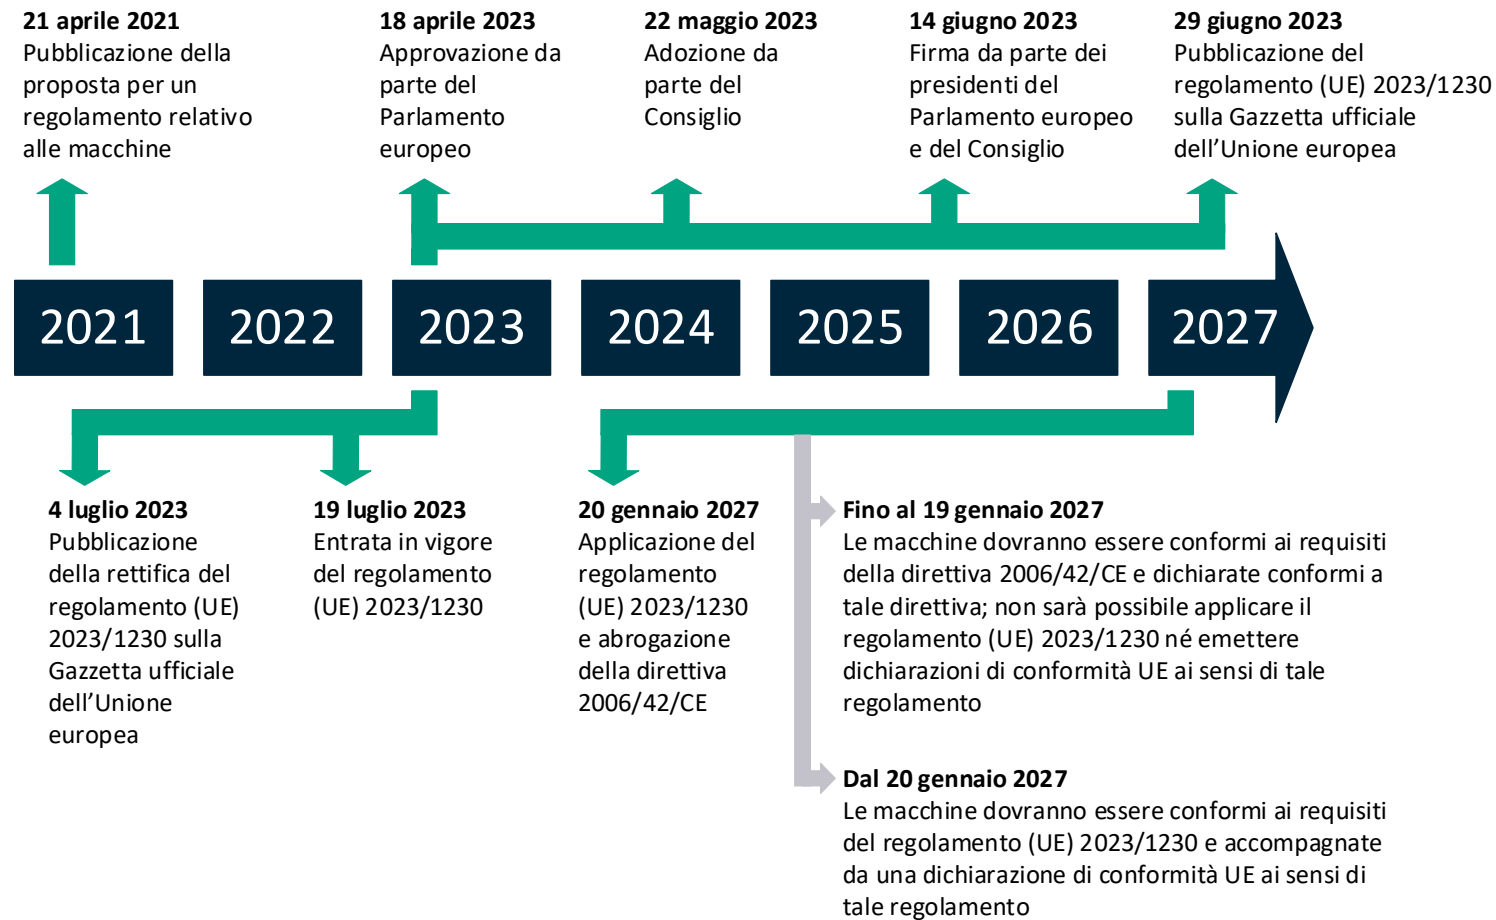 21 aprile 2021
Pubblicazione della
proposta per un
regolamento relativo
alle macchine
18 aprile 2023
Approvazione da
parte del
Parlamento
europeo
22 maggio 2023
Adozione da
parte del
Consiglio
14 giugno 2023
Firma da parte dei
presidenti del
Parlamento europeo
e del Consiglio
29 giugno 2023
Pubblicazione del
regolamento (UE) 2023/1230
sulla Gazzetta ufficiale
dell’Unione europea
2021
2022
2023
2024
2025
2026
2027
4 luglio 2023
Pubblicazione
della rettifica del
regolamento (UE)
2023/1230 sulla
Gazzetta ufficiale
dell’Unione
europea
19 luglio 2023
Entrata in vigore
del regolamento
(UE) 2023/1230
20 gennaio 2027
Applicazione del
regolamento
(UE) 2023/1230
e abrogazione
della direttiva
2006/42/CE
Fino al 19 gennaio 2027
Le macchine dovranno essere conformi ai requisiti
della direttiva 2006/42/CE e dichiarate conformi a
tale direttiva; non sarà possibile applicare il
regolamento (UE) 2023/1230 né emettere
dichiarazioni di conformità UE ai sensi di tale
regolamento
Dal 20 gennaio 2027
Le macchine dovranno essere conformi ai requisiti
del regolamento (UE) 2023/1230 e accompagnate
da una dichiarazione di conformità UE ai sensi di
tale regolamento